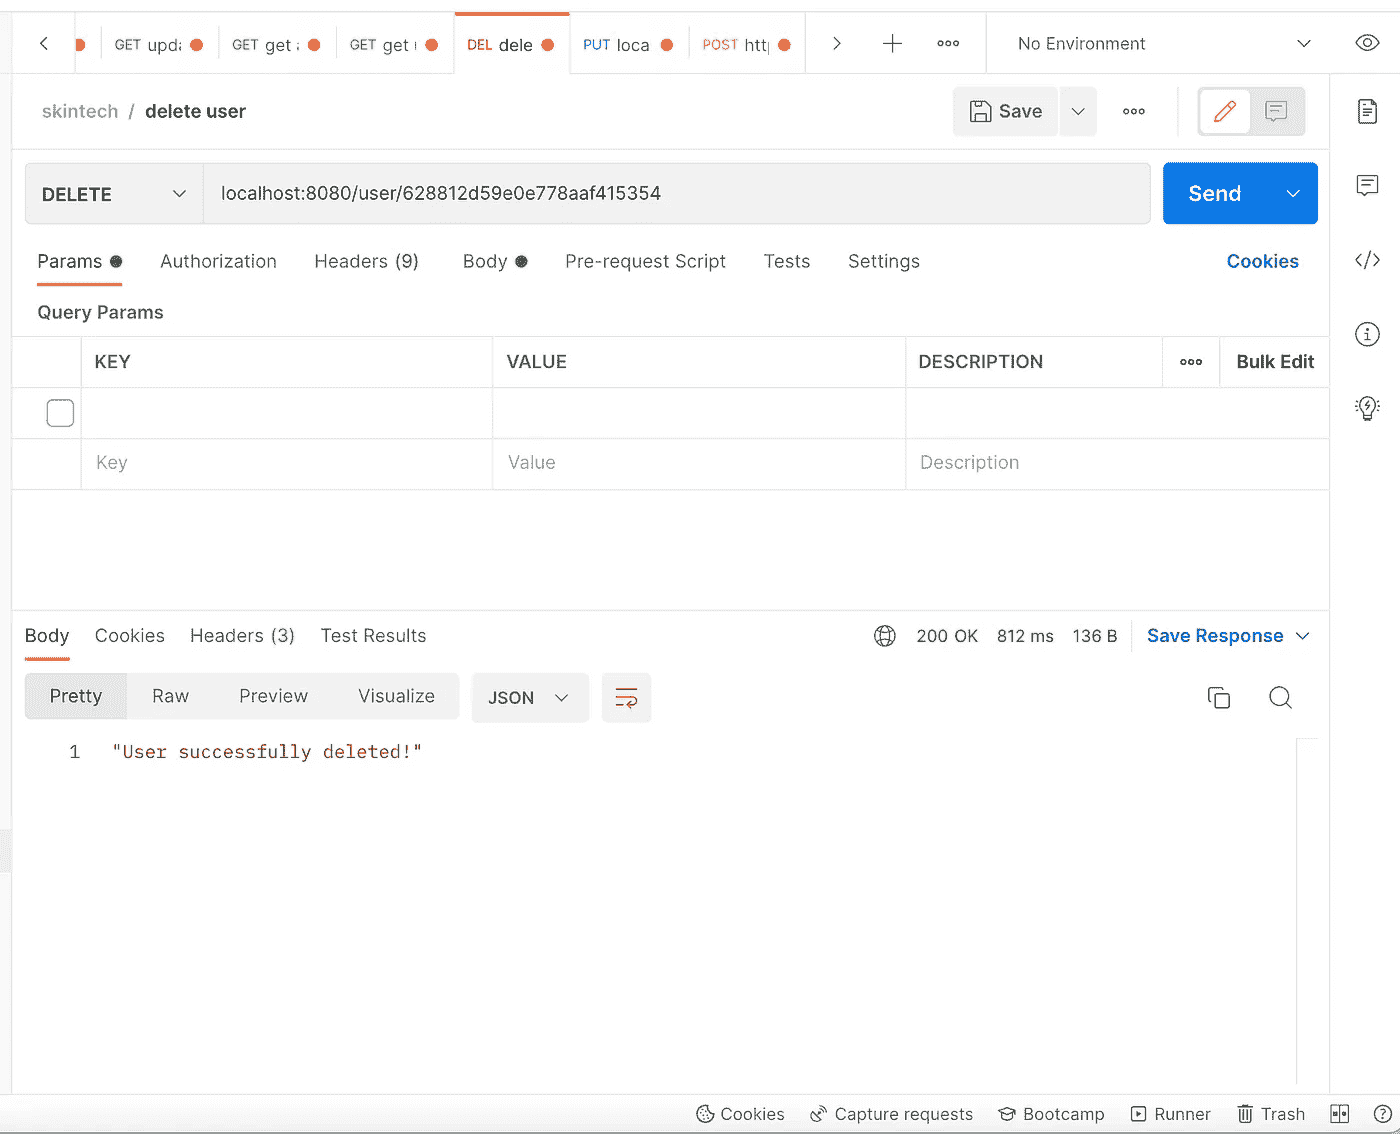 GET upd
GET get
GET get
DEL dele
PUT loca
POST htt
No Environment
skintech / delete user
Save
DELETE
localhost:8080/user/628812d59e0e778aaf415354
Send
Params Authorization Headers (9) Body Pre-request Script Tests Settings Cookies
Query Params
KEY VALUE DESCRIPTION Bulk Edit
Key Value Description
Body Cookies Headers (3) Test Results 200 OK 812 ms 136 B Save Response
Pretty Raw Preview Visualize JSON
1 "User successfully deleted!"
Cookies Capture requests Bootcamp Runner Trash